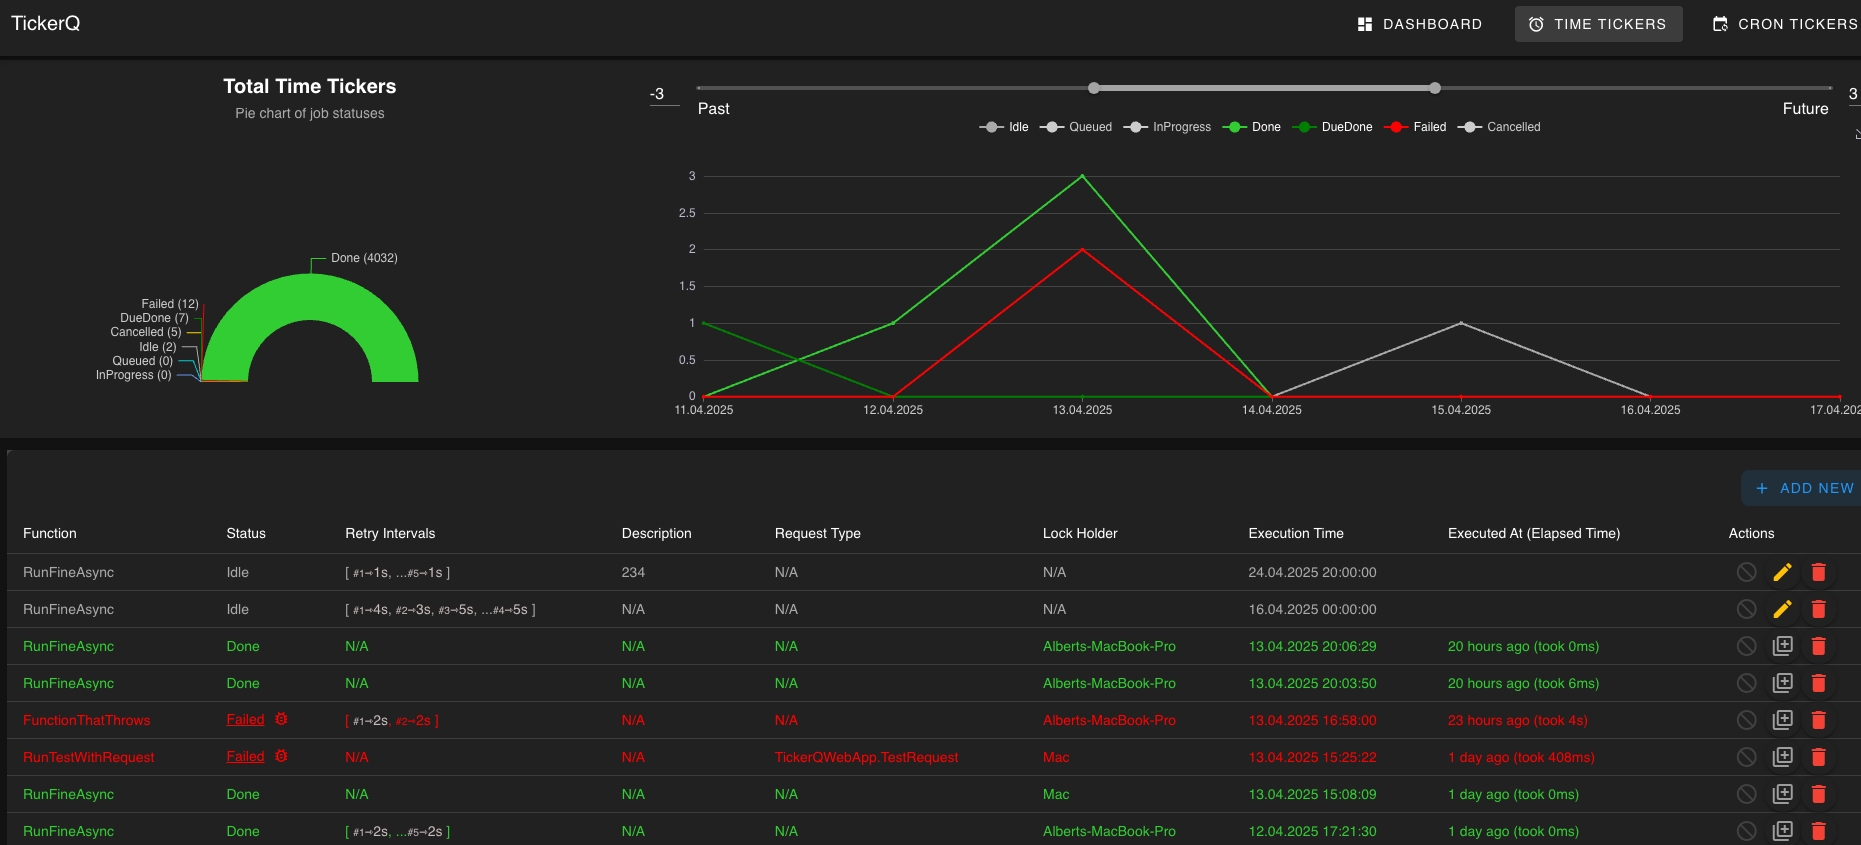 TickerQ
DASHBOARD
TIME TICKERS
CRON TICKERS
Total Time Tickers
Pie chart of job statuses
-3
3
Past
Future
Idle Queued InProgress Done DueDone Failed Cancelled
Done (4032)
Failed (12)
DueDone (7)
Cancelled (5)
Idle (2)
Queued (0)
InProgress (0)
3
2.5
2
1.5
1
0.5
0
11.04.2025 12.04.2025 13.04.2025 14.04.2025 15.04.2025 16.04.2025 17.04.202
+ ADD NEW
Function Status Retry Intervals Description Request Type Lock Holder Execution Time Executed At (Elapsed Time) Actions
RunFineAsync Idle [ #1⇾1s, ...#5⇾1s ] 234 N/A N/A 24.04.2025 20:00:00
RunFineAsync Idle [ #1⇾4s, #2⇾3s, #3⇾5s, ...#4⇾5s ] N/A N/A N/A 16.04.2025 00:00:00
RunFineAsync Done N/A N/A N/A Alberts-MacBook-Pro 13.04.2025 20:06:29 20 hours ago (took 0ms)
RunFineAsync Done N/A N/A N/A Alberts-MacBook-Pro 13.04.2025 20:03:50 20 hours ago (took 6ms)
FunctionThatThrows Failed [ #1⇾2s, #2⇾2s ] N/A N/A Alberts-MacBook-Pro 13.04.2025 16:58:00 23 hours ago (took 4s)
RunTestWithRequest Failed N/A N/A TickerQWebApp.TestRequest Mac 13.04.2025 15:25:22 1 day ago (took 408ms)
RunFineAsync Done N/A N/A N/A Mac 13.04.2025 15:08:09 1 day ago (took 0ms)
RunFineAsync Done [ #1⇾2s, ...#5⇾2s ] N/A N/A Alberts-MacBook-Pro 12.04.2025 17:21:30 1 day ago (took 0ms)